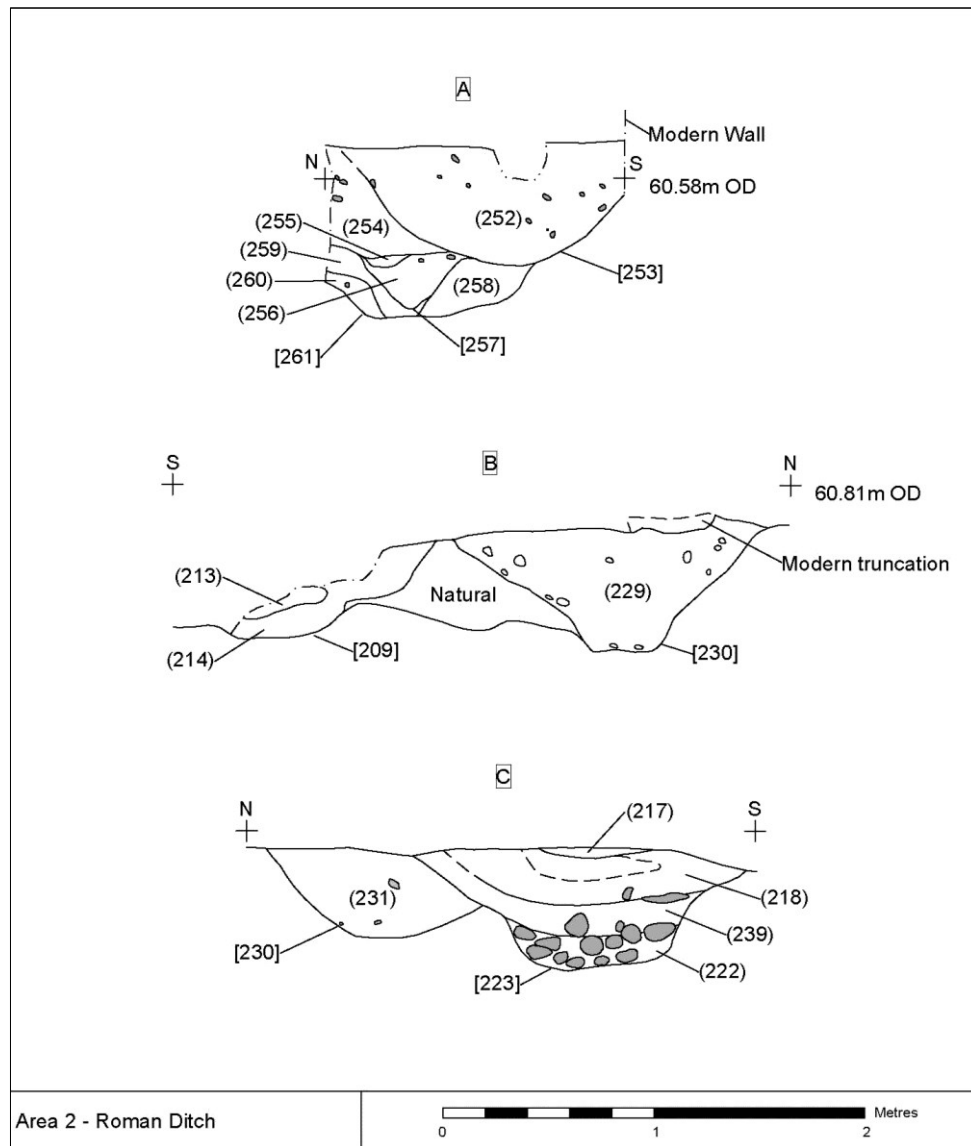 A
Modern Wall
N
S
60.58m OD
(255)
(254)
(252)
(259)
(260)
(258)
[253]
(256)
[261]
[257]
S
B
N
60.81m OD
Modern truncation
(213)
Natural
(229)
(214)
[209]
[230]
C
N
S
(217)
(231)
(218)
(239)
[230]
[223]
(222)
Area 2 - Roman Ditch
Metres
0
1
2